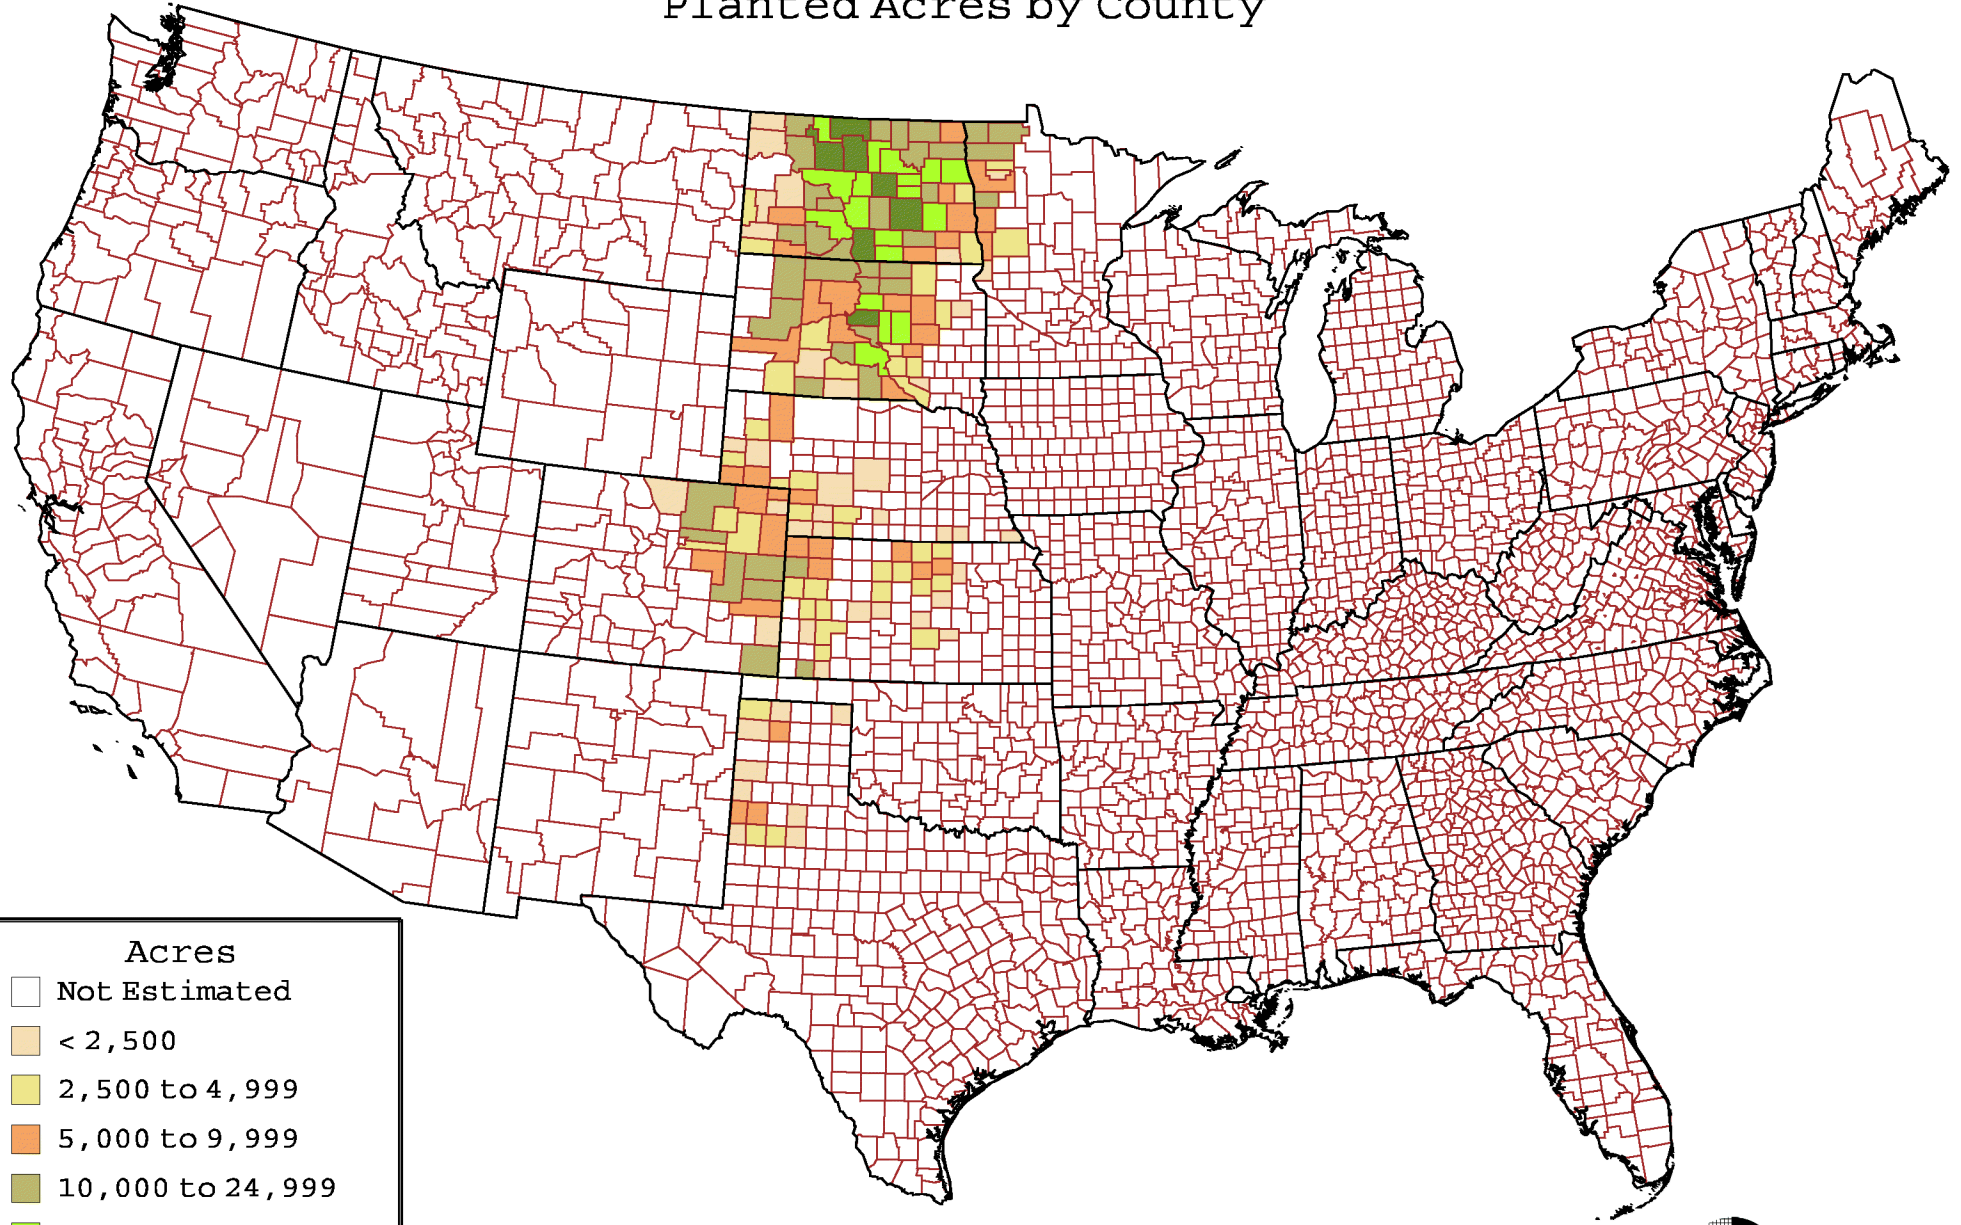 Planted Acres by County
Acres
Not Estimated
< 2,500
2,500 to 4,999
5,000 to 9,999
10,000 to 24,999